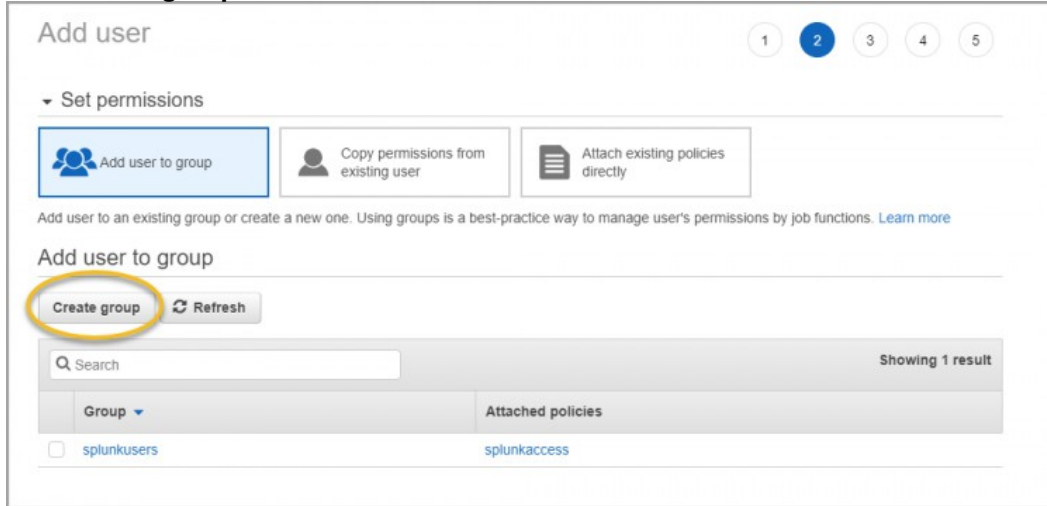 Add user
1 2 3 4 5
Set permissions
Add user to group
Copy permissions from
existing user
Attach existing policies
directly
Add user to an existing group or create a new one. Using groups is a best-practice way to manage user's permissions by job functions. Learn more
Add user to group
Create group Refresh
Search Showing 1 result
Group Attached policies
splunkusers splunkaccess